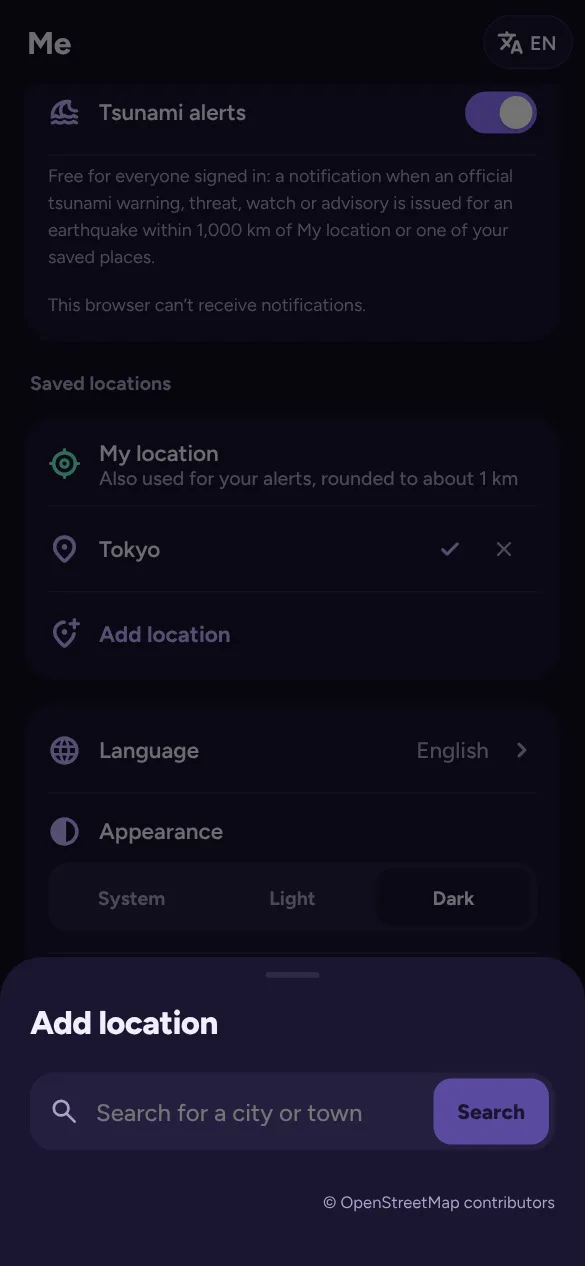 Me
EN
Tsunami alerts
Free for everyone signed in: a notification when an official
tsunami warning, threat, watch or advisory is issued for an
earthquake within 1,000 km of My location or one of your
saved places.
This browser can't receive notifications.
Saved locations
My location
Also used for your alerts, rounded to about 1 km
Tokyo
Add location
Language
English
Appearance
System
Light
Dark
Add location
Search for a city or town
Search
© OpenStreetMap contributors